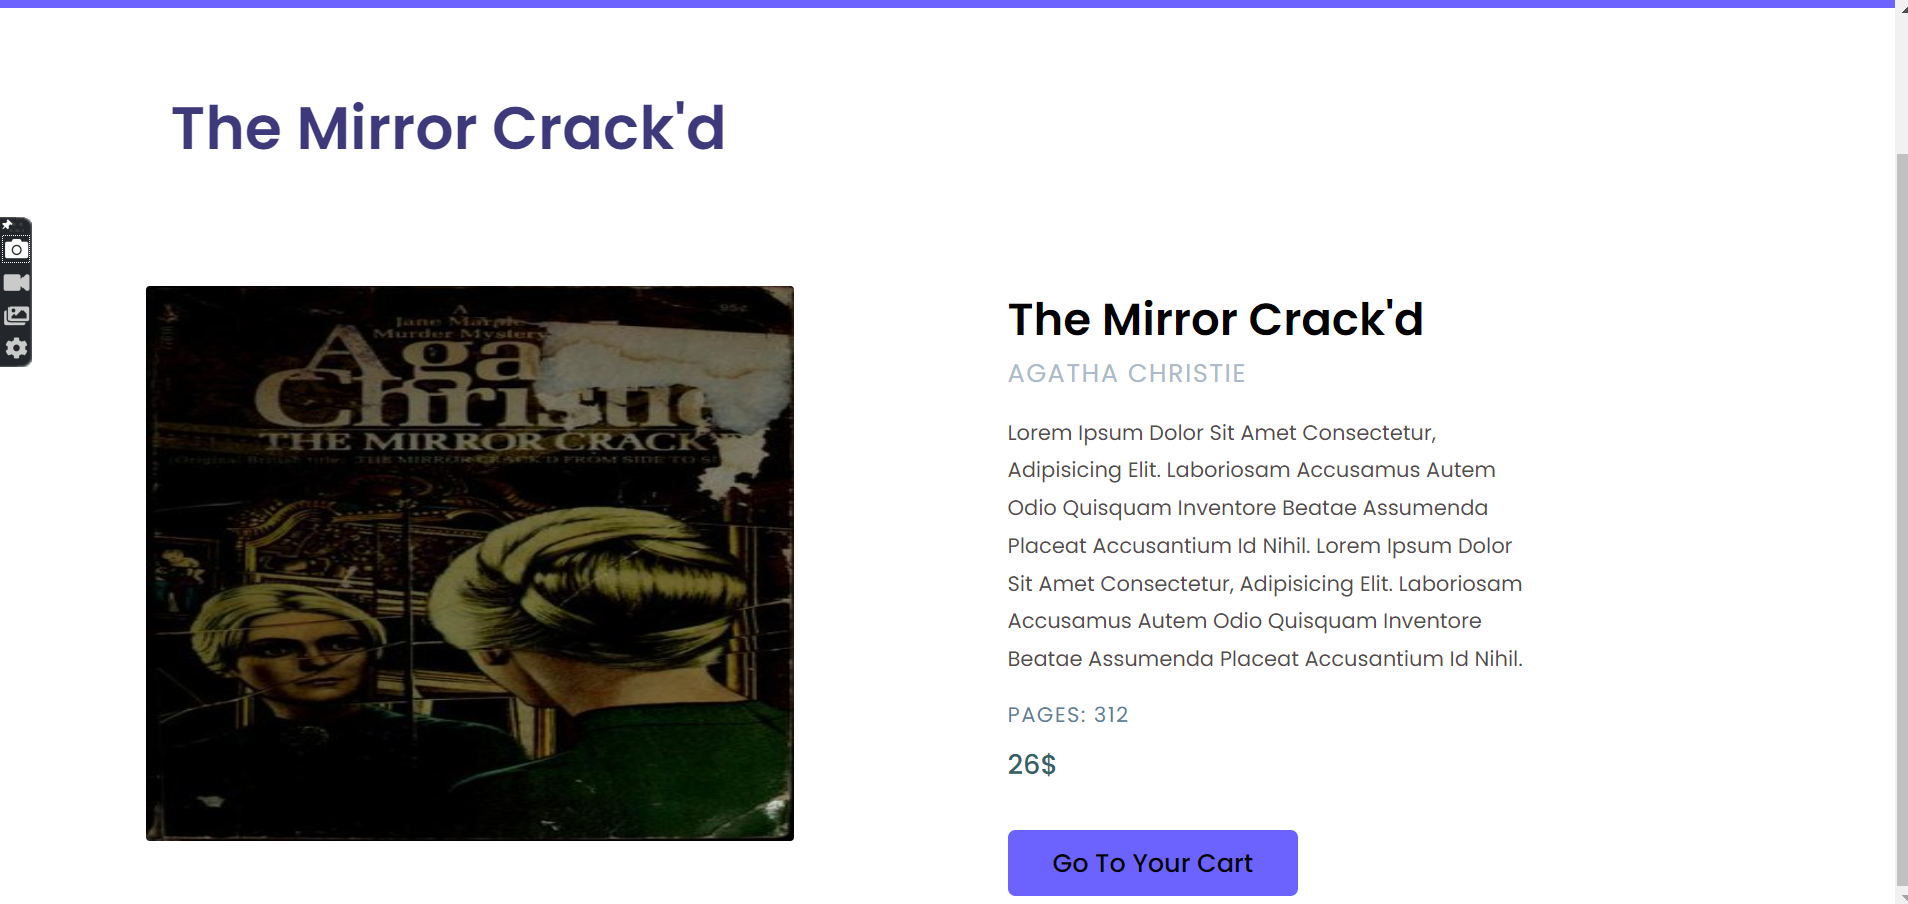 The Mirror Crack'd
A
Jane Marple
Murder Mystery
95¢
Aga
Christie
THE MIRROR CRACK
(Original British title: THE MIRROR CRACK'D FROM SIDE TO S
The Mirror Crack'd
AGATHA CHRISTIE
Lorem Ipsum Dolor Sit Amet Consectetur,
Adipisicing Elit. Laboriosam Accusamus Autem
Odio Quisquam Inventore Beatae Assumenda
Placeat Accusantium Id Nihil. Lorem Ipsum Dolor
Sit Amet Consectetur, Adipisicing Elit. Laboriosam
Accusamus Autem Odio Quisquam Inventore
Beatae Assumenda Placeat Accusantium Id Nihil.
PAGES: 312
26$
Go To Your Cart